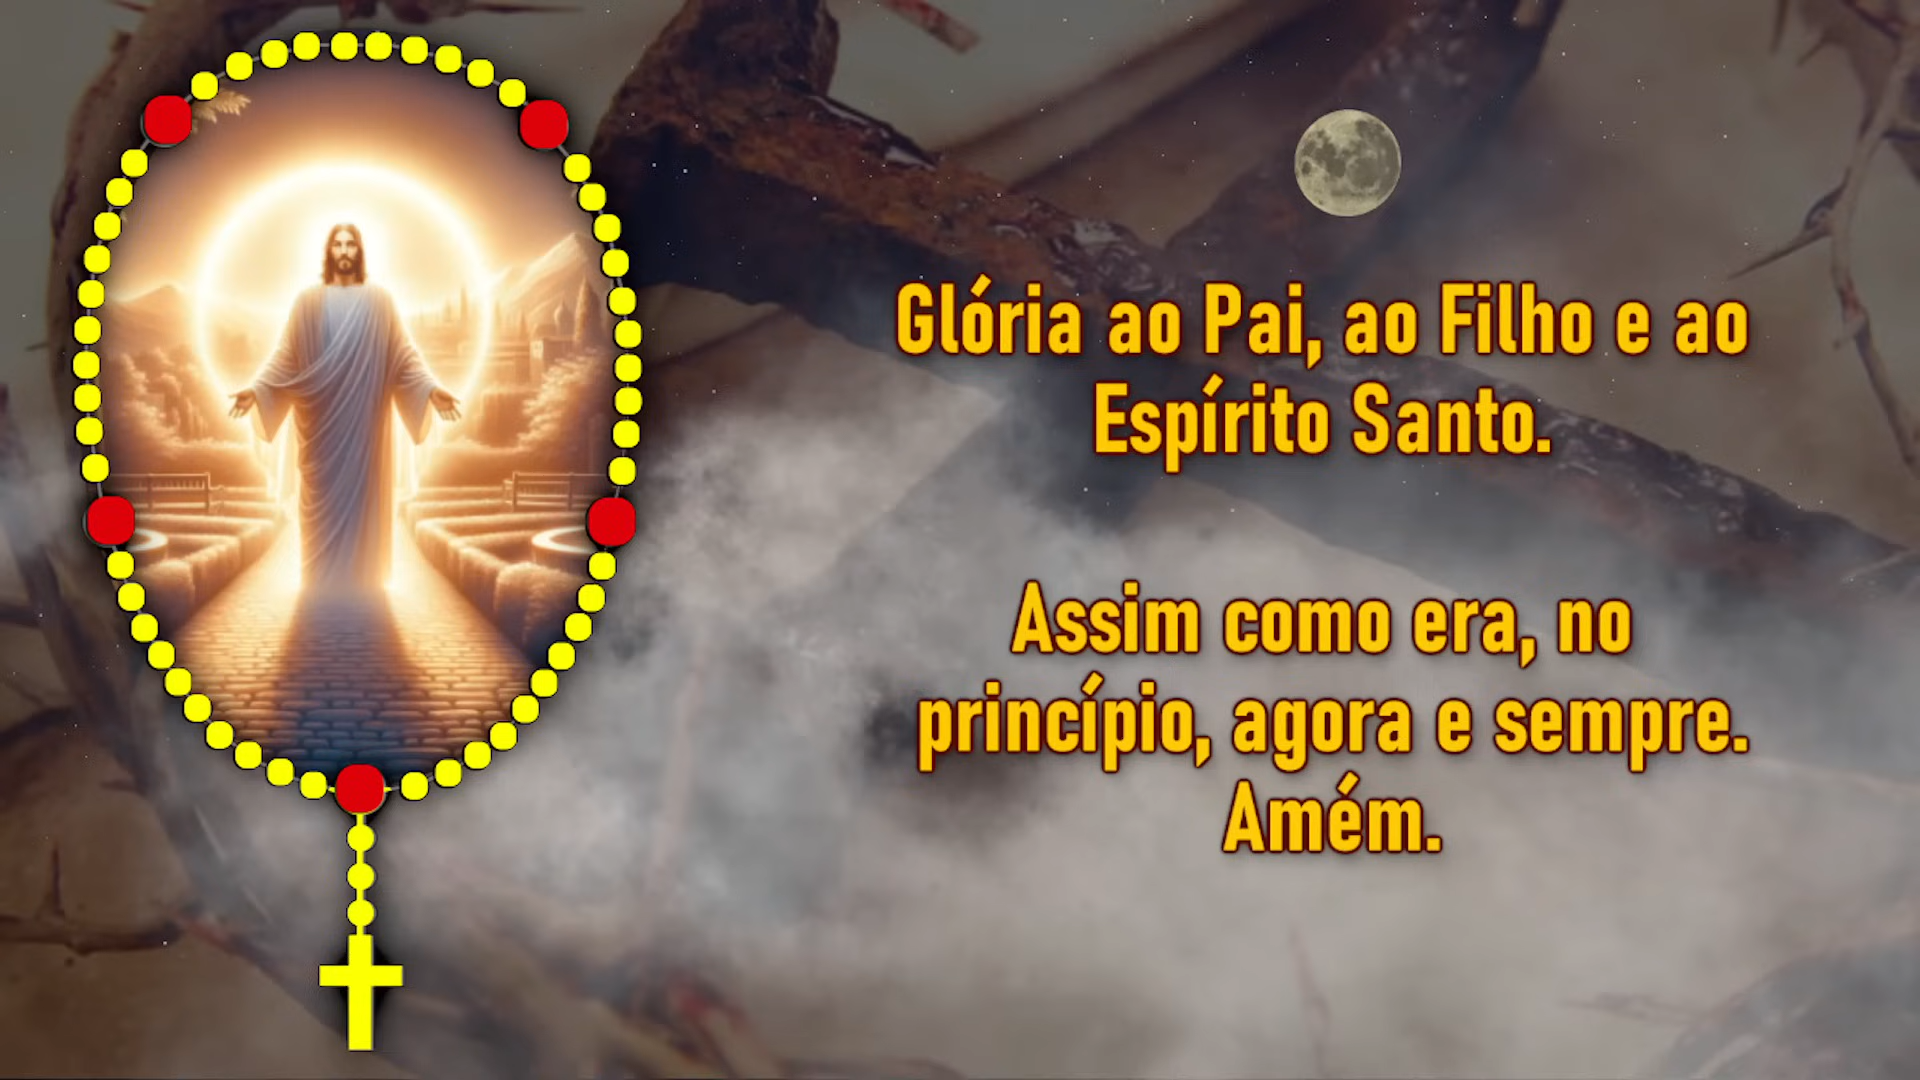 Glória ao Pai, ao Filho e ao
Espírito Santo.
Assim como era, no
princípio, agora e sempre.
Amém.